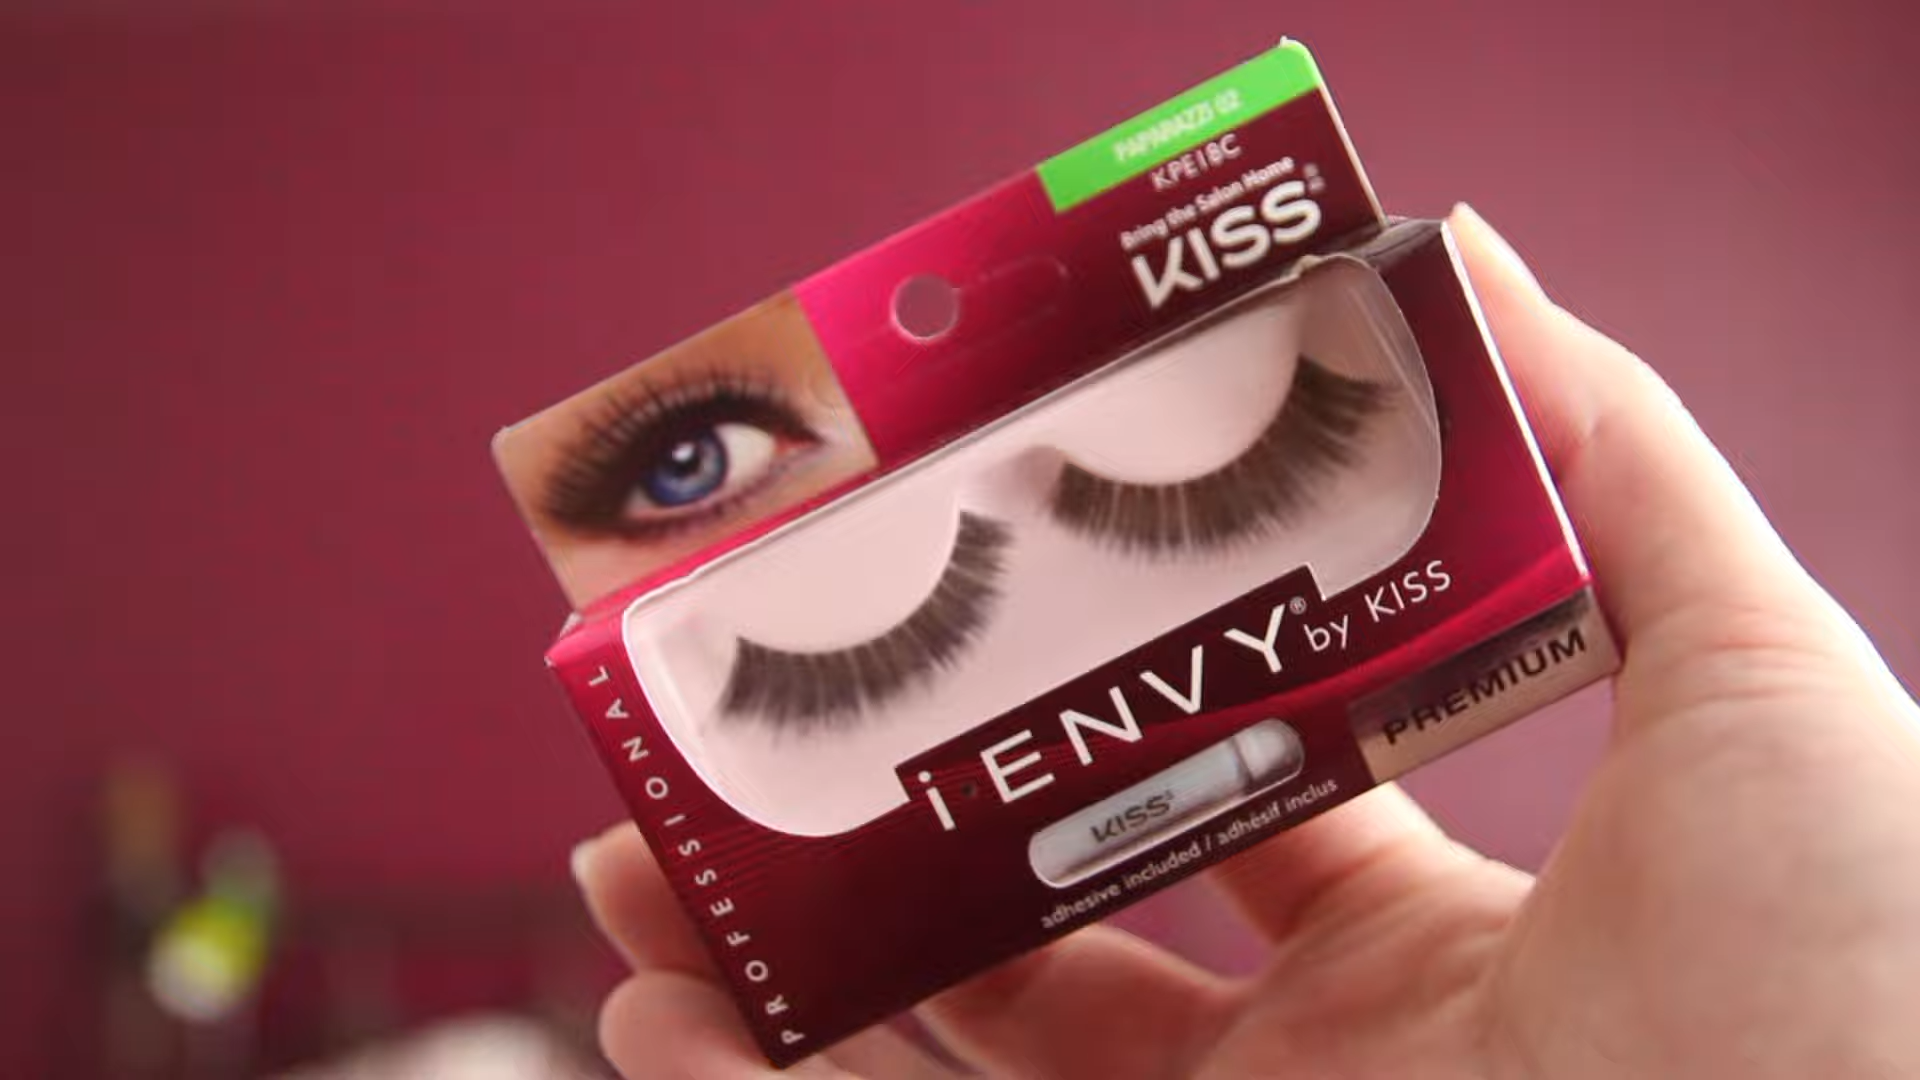 PAPARAZZI 02
KPE18C
Bring the Salon Home
KISS
i·ENVY® by KISS
PREMIUM
KISS
adhesive included / adhésif inclus
PROFESSIONAL